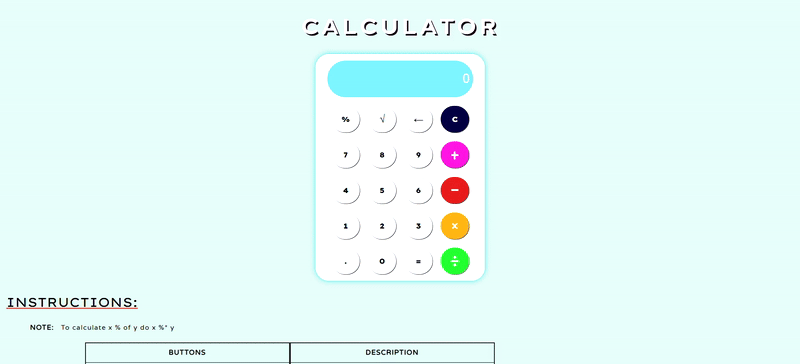 CALCULATOR
0
% √ ← C
7 8 9 +
4 5 6 −
1 2 3 x
. 0 = ÷
INSTRUCTIONS:
NOTE: To calculate x % of y do x %* y
BUTTONS DESCRIPTION